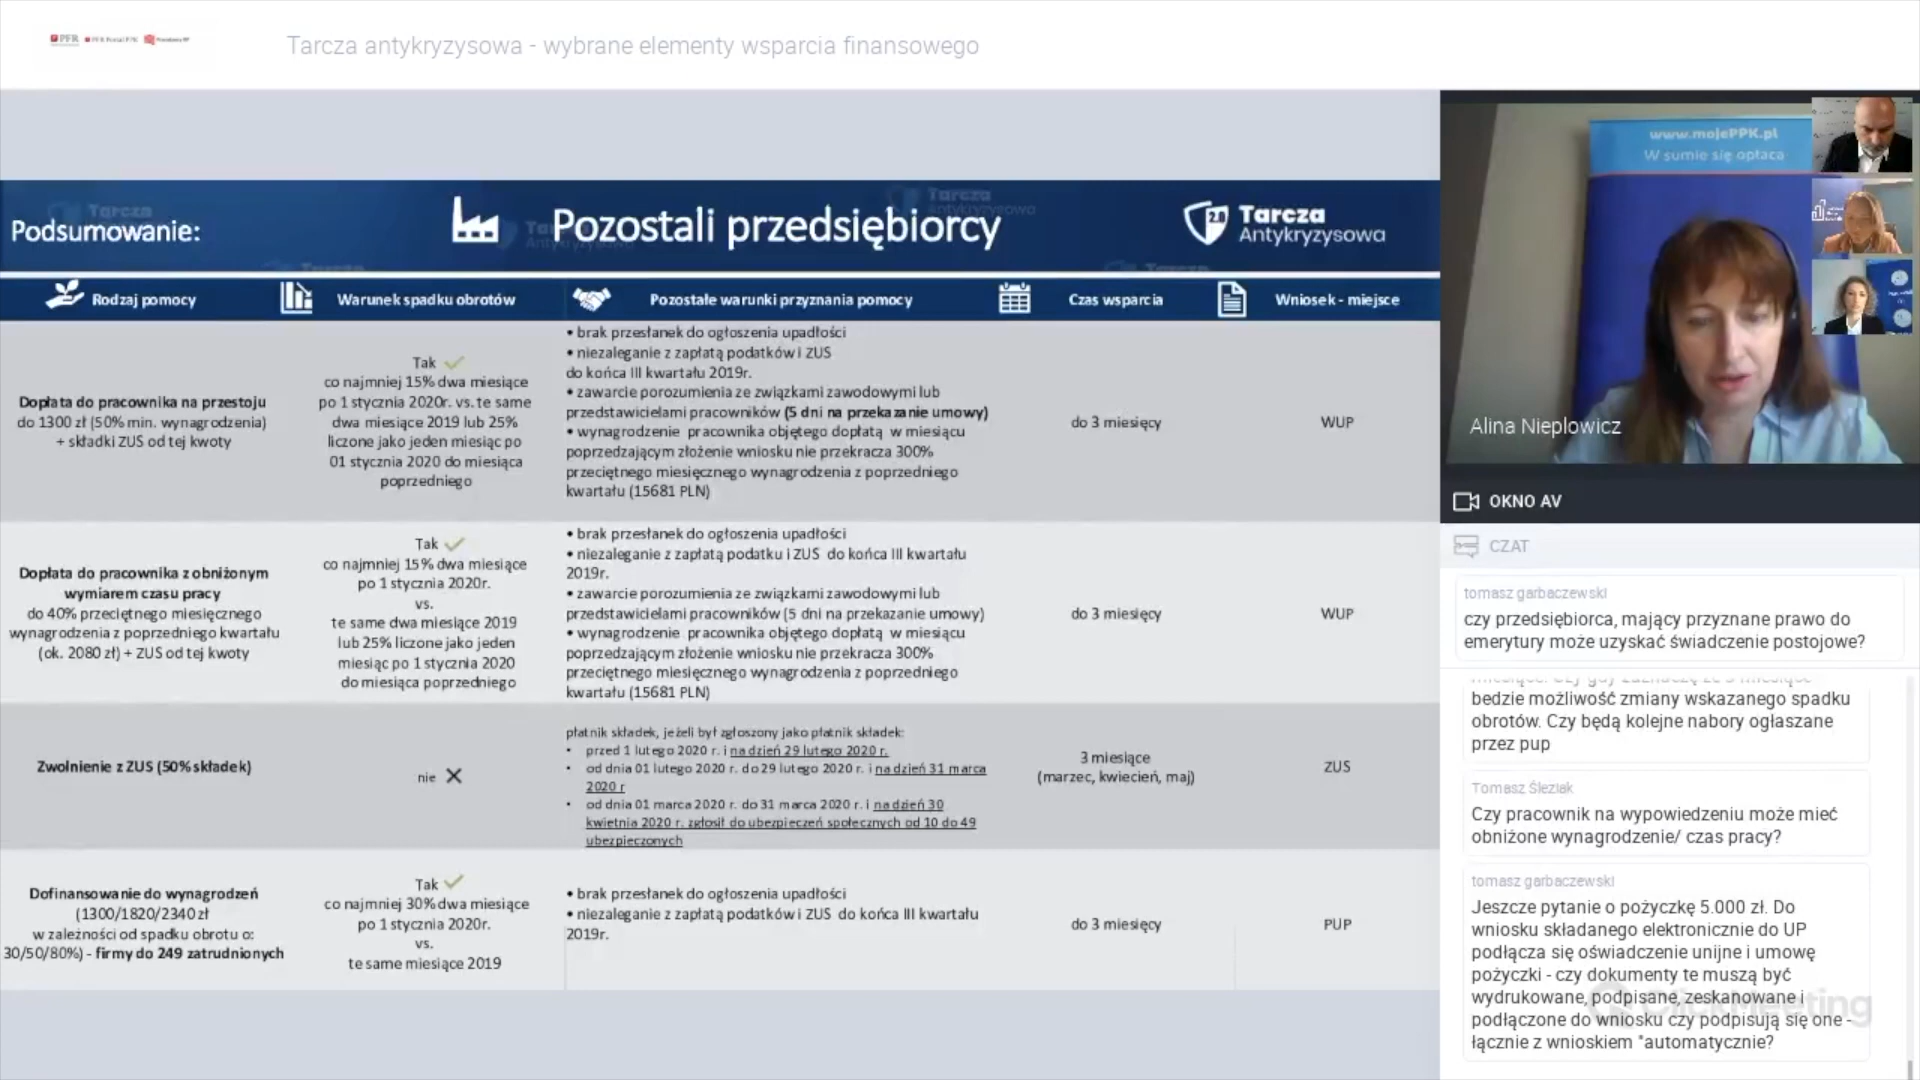 PFR
Tarcza antykryzysowa - wybrane elementy wsparcia finansowego
Podsumowanie:
Pozostali przedsiębiorcy
2.0 Tarcza
Antykryzysowa
Rodzaj pomocy
Warunek spadku obrotów
Pozostałe warunki przyznania pomocy
Czas wsparcia
Wniosek - miejsce
Dopłata do pracownika na przestoju
do 1300 zł (50% min. wynagrodzenia)
+ składki ZUS od tej kwoty
Tak
co najmniej 15% dwa miesiące
po 1 stycznia 2020r. vs. te same
dwa miesiące 2019 lub 25%
liczone jako jeden miesiąc po
01 stycznia 2020 do miesiąca
poprzedniego
• brak przesłanek do ogłoszenia upadłości
• niezaleganie z zapłatą podatków i ZUS
do końca III kwartału 2019r.
• zawarcie porozumienia ze związkami zawodowymi lub
przedstawicielami pracowników (5 dni na przekazanie umowy)
• wynagrodzenie pracownika objętego dopłatą w miesiącu
poprzedzającym złożenie wniosku nie przekracza 300%
przeciętnego miesięcznego wynagrodzenia z poprzedniego
kwartału (15681 PLN)
do 3 miesięcy
WUP
Dopłata do pracownika z obniżonym
wymiarem czasu pracy
do 40% przeciętnego miesięcznego
wynagrodzenia z poprzedniego kwartału
(ok. 2080 zł) + ZUS od tej kwoty
Tak
co najmniej 15% dwa miesiące
po 1 stycznia 2020r.
vs.
te same dwa miesiące 2019
lub 25% liczone jako jeden
miesiąc po 1 stycznia 2020
do miesiąca poprzedniego
• brak przesłanek do ogłoszenia upadłości
• niezaleganie z zapłatą podatku i ZUS do końca III kwartału
2019r.
• zawarcie porozumienia ze związkami zawodowymi lub
przedstawicielami pracowników (5 dni na przekazanie umowy)
• wynagrodzenie pracownika objętego dopłatą w miesiącu
poprzedzającym złożenie wniosku nie przekracza 300%
przeciętnego miesięcznego wynagrodzenia z poprzedniego
kwartału (15681 PLN)
do 3 miesięcy
WUP
Zwolnienie z ZUS (50% składek)
nie
płatnik składek, jeżeli był zgłoszony jako płatnik składek:
• przed 1 lutego 2020 r. i na dzień 29 lutego 2020 r.
• od dnia 01 lutego 2020 r. do 29 lutego 2020 r. i na dzień 31 marca
2020 r
• od dnia 01 marca 2020 r. do 31 marca 2020 r. i na dzień 30
kwietnia 2020 r. zgłosił do ubezpieczeń społecznych od 10 do 49
ubezpieczonych
3 miesiące
(marzec, kwiecień, maj)
ZUS
Dofinansowanie do wynagrodzeń
(1300/1820/2340 zł
w zależności od spadku obrotu o:
30/50/80%) - firmy do 249 zatrudnionych
Tak
co najmniej 30% dwa miesiące
po 1 stycznia 2020r.
vs.
te same miesiące 2019
• brak przesłanek do ogłoszenia upadłości
• niezaleganie z zapłatą podatków i ZUS do końca III kwartału
2019r.
do 3 miesięcy
PUP
www.mojePPK.pl
W sumie się opłaca
Alina Nieplowicz
OKNO AV
CZAT
tomasz garbaczewski
czy przedsiębiorca, mający przyznane prawo do
emerytury może uzyskać świadczenie postojowe?
bedzie możliwość zmiany wskazanego spadku
obrotów. Czy będą kolejne nabory ogłaszane
przez pup
Tomasz Śleziak
Czy pracownik na wypowiedzeniu może mieć
obniżone wynagrodzenie/ czas pracy?
tomasz garbaczewski
Jeszcze pytanie o pożyczkę 5.000 zł. Do
wniosku składanego elektronicznie do UP
podłącza się oświadczenie unijne i umowę
pożyczki - czy dokumenty te muszą być
wydrukowane, podpisane, zeskanowane i
podłączone do wniosku czy podpisują się one -
łącznie z wnioskiem "automatycznie?
ClickMeeting